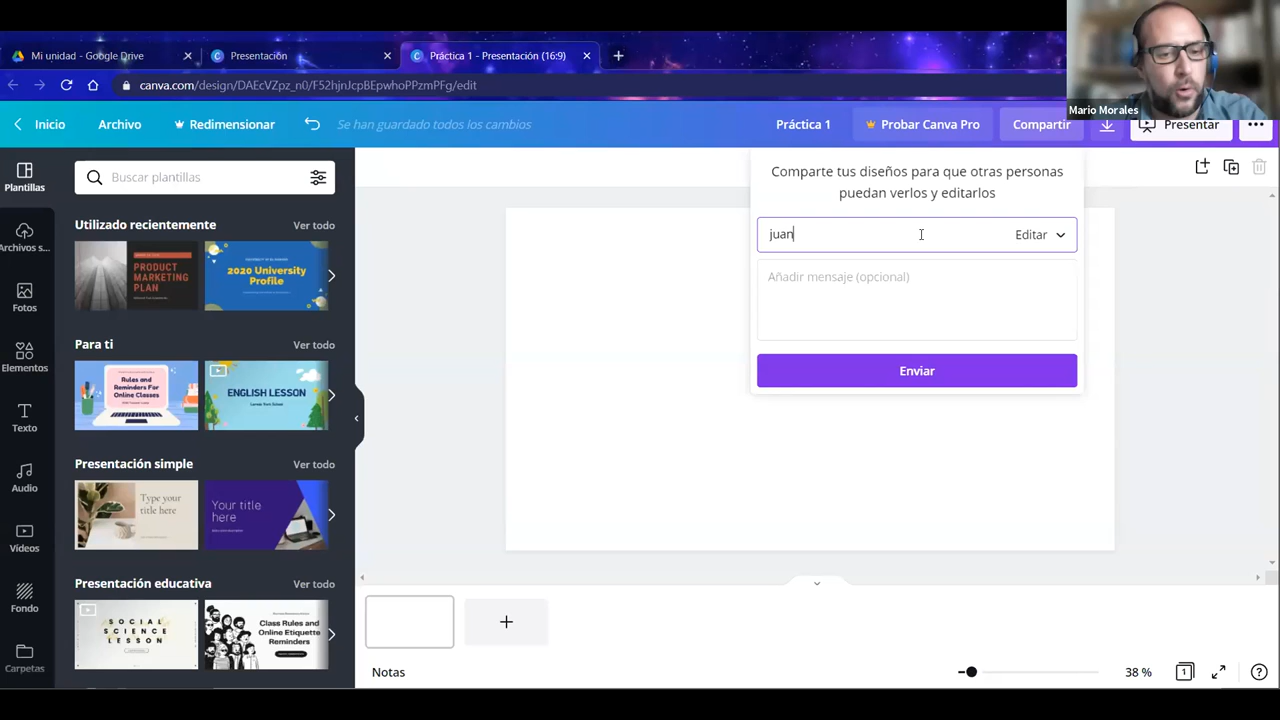 Mi unidad - Google Drive
Presentación
Práctica 1 - Presentación (16:9)
canva.com/design/DAEcVZpz_n0/F52hjnJcpBEpwhoPPzmPFg/edit
Mario Morales
Inicio
Archivo
Redimensionar
Se han guardado todos los cambios
Práctica 1
Probar Canva Pro
Compartir
Presentar
Plantillas
Archivos s...
Fotos
Elementos
Texto
Audio
Vídeos
Fondo
Carpetas
Buscar plantillas
Utilizado recientemente
Ver todo
PRODUCT
MARKETING
PLAN
2020 University
Profile
Para ti
Ver todo
Rules and
Reminders For
Online Classes
ENGLISH LESSON
Presentación simple
Ver todo
Type your
title here
Your title
here
Presentación educativa
Ver todo
SOCIAL
SCIENCE
LESSON
Class Rules and
Online Etiquette
Reminders
Comparte tus diseños para que otras personas
puedan verlos y editarlos
juan
Editar
Añadir mensaje (opcional)
Enviar
Notas
38 %
1